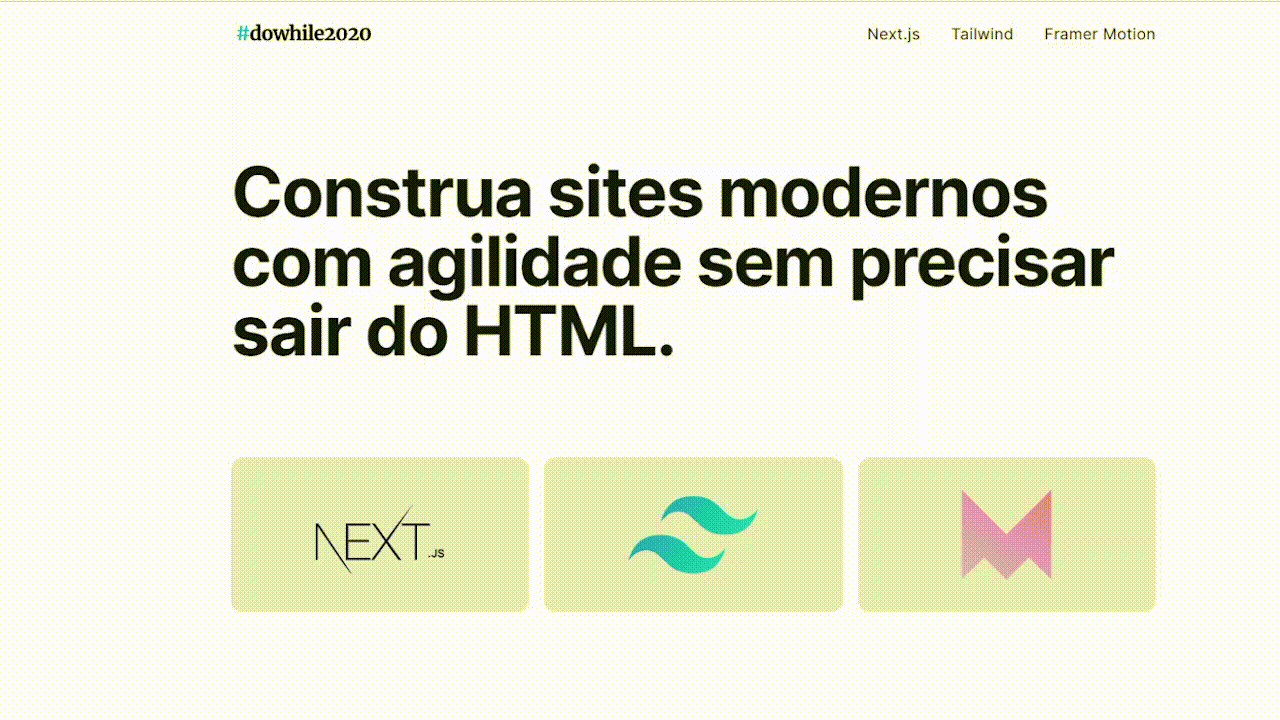 #dowhile2020
Next.js Tailwind Framer Motion
Construa sites modernos
com agilidade sem precisar
sair do HTML.
NEXT.JS